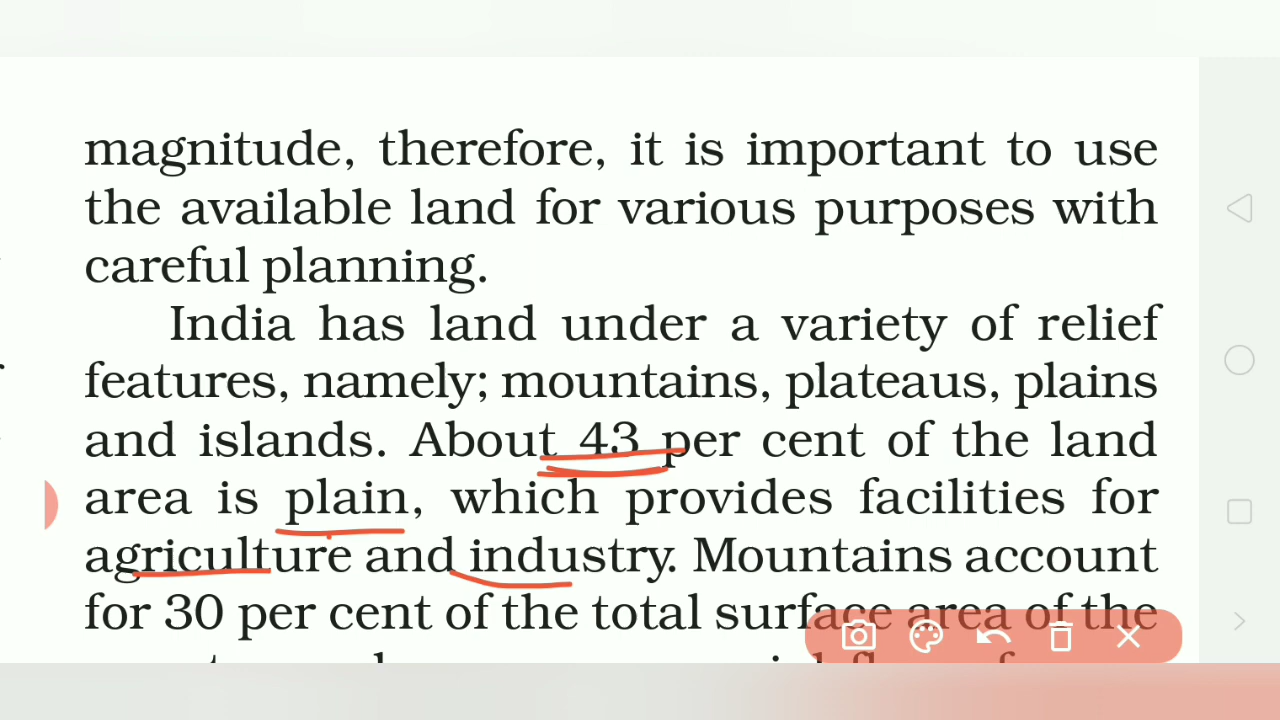 magnitude, therefore, it is important to use
the available land for various purposes with
careful planning.
India has land under a variety of relief
features, namely; mountains, plateaus, plains
and islands. About 43 per cent of the land
area is plain, which provides facilities for
agriculture and industry. Mountains account
for 30 per cent of the total surface area of the